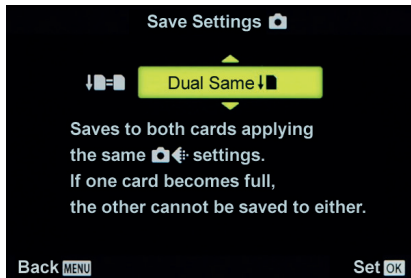 Save Settings
Dual Same
Saves to both cards applying
the same settings.
If one card becomes full,
the other cannot be saved to either.
Back MENU
Set OK